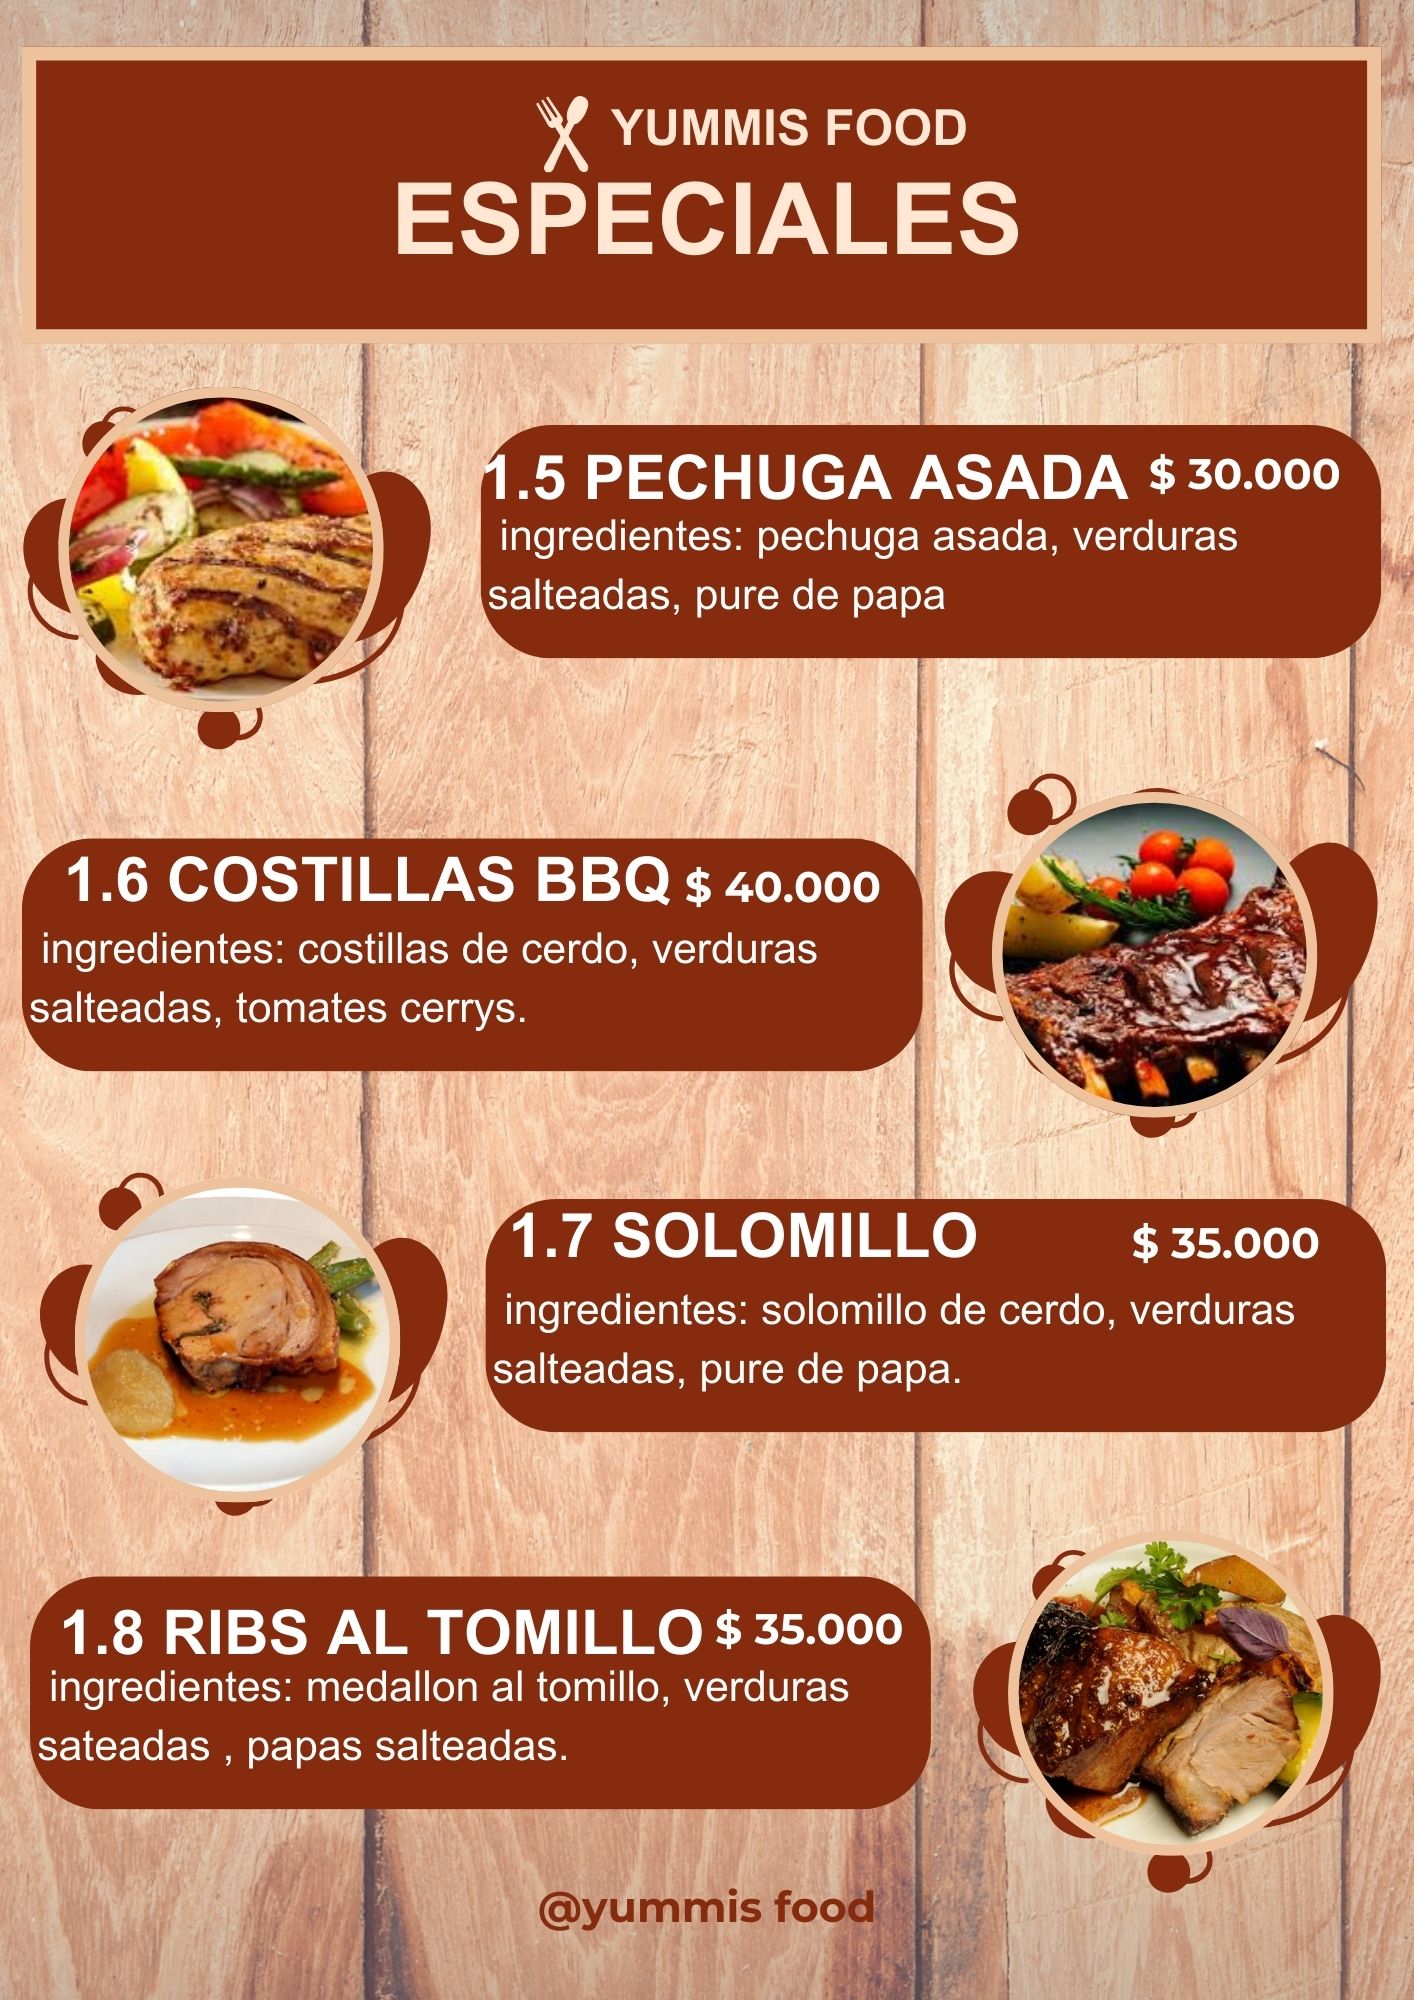 YUMMIS FOOD
ESPECIALES
1.5 PECHUGA ASADA $ 30.000
ingredientes: pechuga asada, verduras
salteadas, pure de papa
1.6 COSTILLAS BBQ $ 40.000
ingredientes: costillas de cerdo, verduras
salteadas, tomates cerrys.
1.7 SOLOMILLO $ 35.000
ingredientes: solomillo de cerdo, verduras
salteadas, pure de papa.
1.8 RIBS AL TOMILLO $ 35.000
ingredientes: medallon al tomillo, verduras
sateadas , papas salteadas.
@yummis food